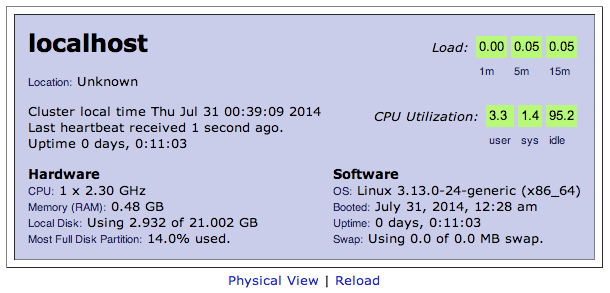 localhost
Load: 0.00 0.05 0.05
1m 5m 15m
Location: Unknown
Cluster local time Thu Jul 31 00:39:09 2014
Last heartbeat received 1 second ago.
Uptime 0 days, 0:11:03
CPU Utilization: 3.3 1.4 95.2
user sys idle
Hardware
CPU: 1 x 2.30 GHz
Memory (RAM): 0.48 GB
Local Disk: Using 2.932 of 21.002 GB
Most Full Disk Partition: 14.0% used.
Software
OS: Linux 3.13.0-24-generic (x86_64)
Booted: July 31, 2014, 12:28 am
Uptime: 0 days, 0:11:03
Swap: Using 0.0 of 0.0 MB swap.
Physical View | Reload